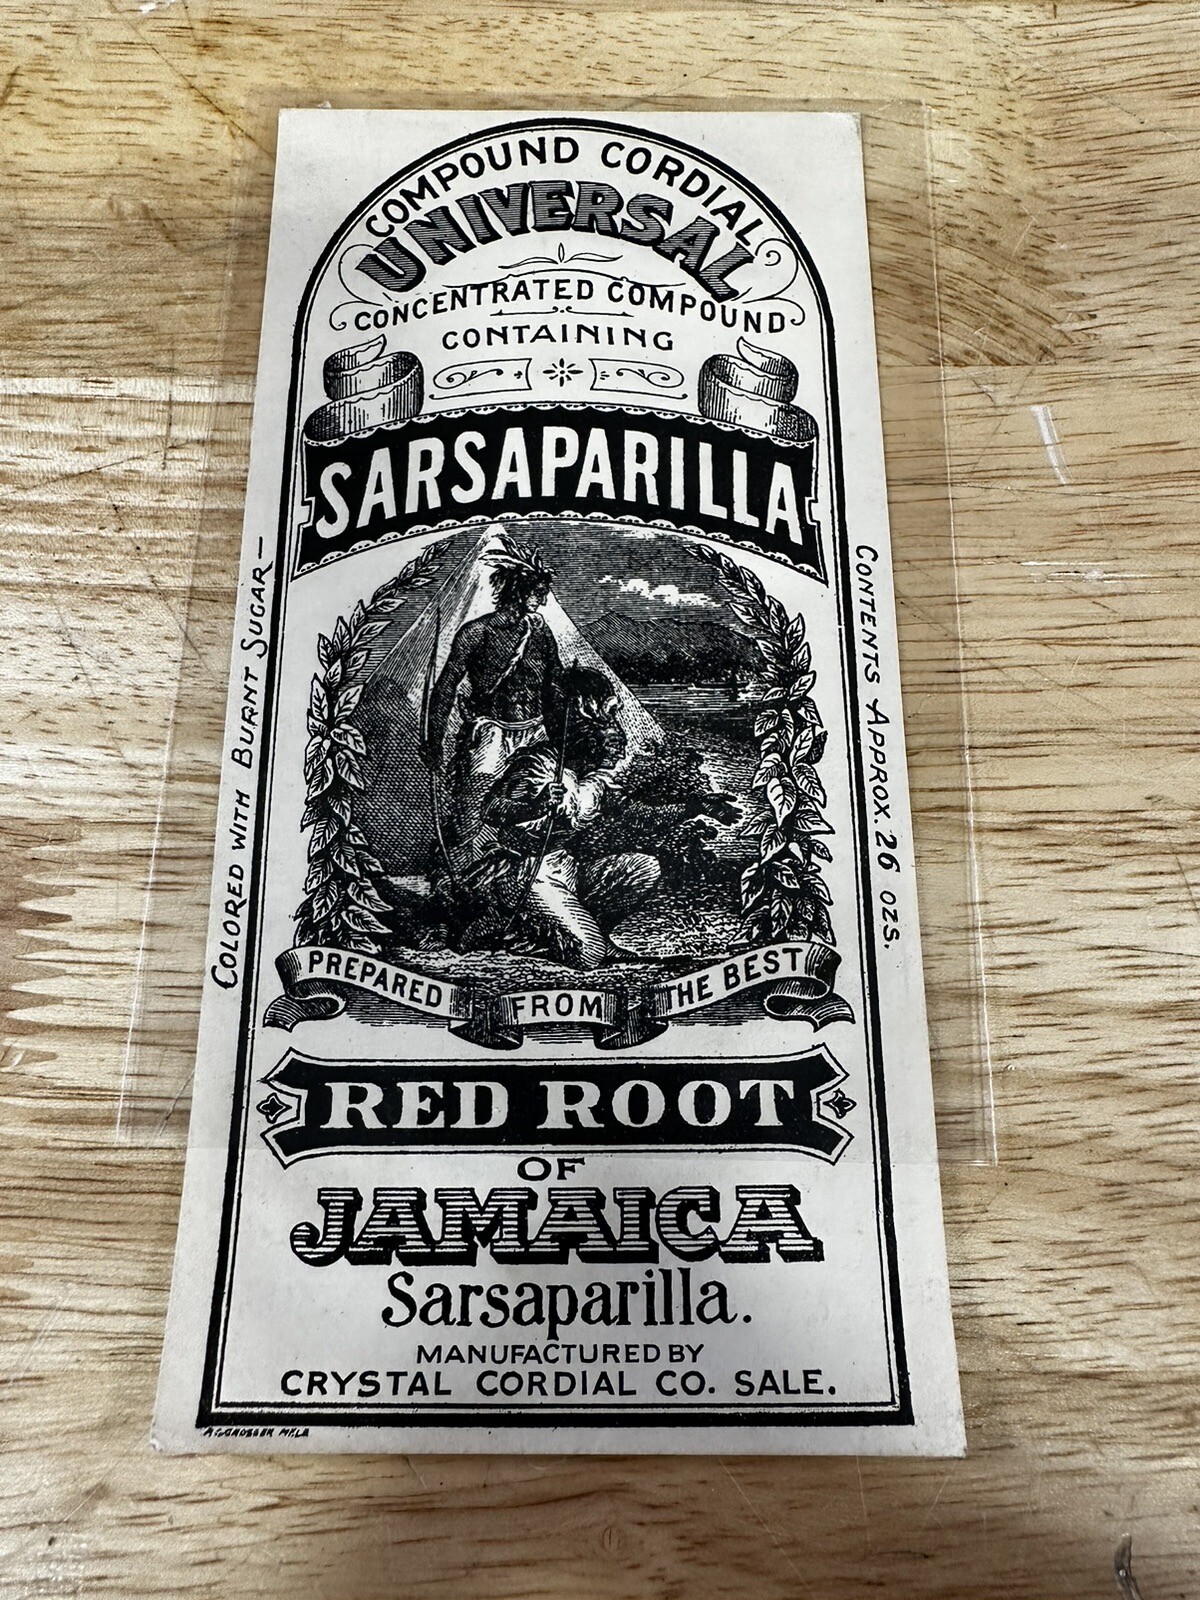 COMPOUND CORDIAL
UNIVERSAL
CONCENTRATED COMPOUND
CONTAINING
SARSAPARILLA
COLORED WITH BURNT SUGAR—
CONTENTS APPROX. 26 OZS.
PREPARED FROM THE BEST
RED ROOT
OF
JAMAICA
Sarsaparilla.
MANUFACTURED BY
CRYSTAL CORDIAL CO. SALE.